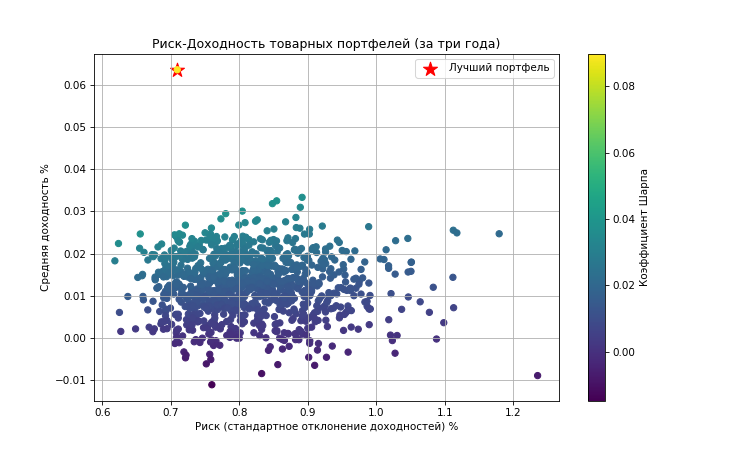 Риск-Доходность товарных портфелей (за три года)
Лучший портфель
Средняя доходность %
0.06
0.05
0.04
0.03
0.02
0.01
0.00
−0.01
0.6 0.7 0.8 0.9 1.0 1.1 1.2
Риск (стандартное отклонение доходностей) %
0.08
0.06
0.04
0.02
0.00
Коэффициент Шарпа